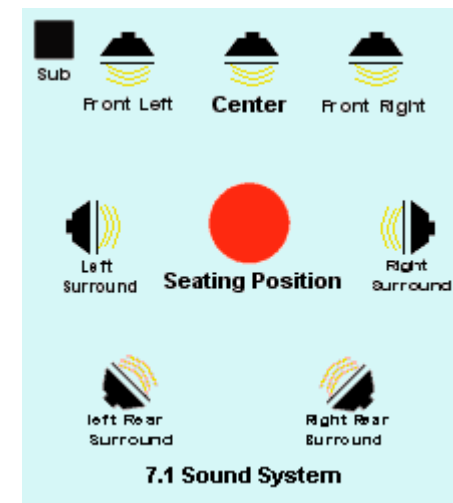 Sub
Front Left
Center
Front Right
Left
Surround
Seating Position
Right
Surround
left Rear
Surround
Right Rear
Surround
7.1 Sound System